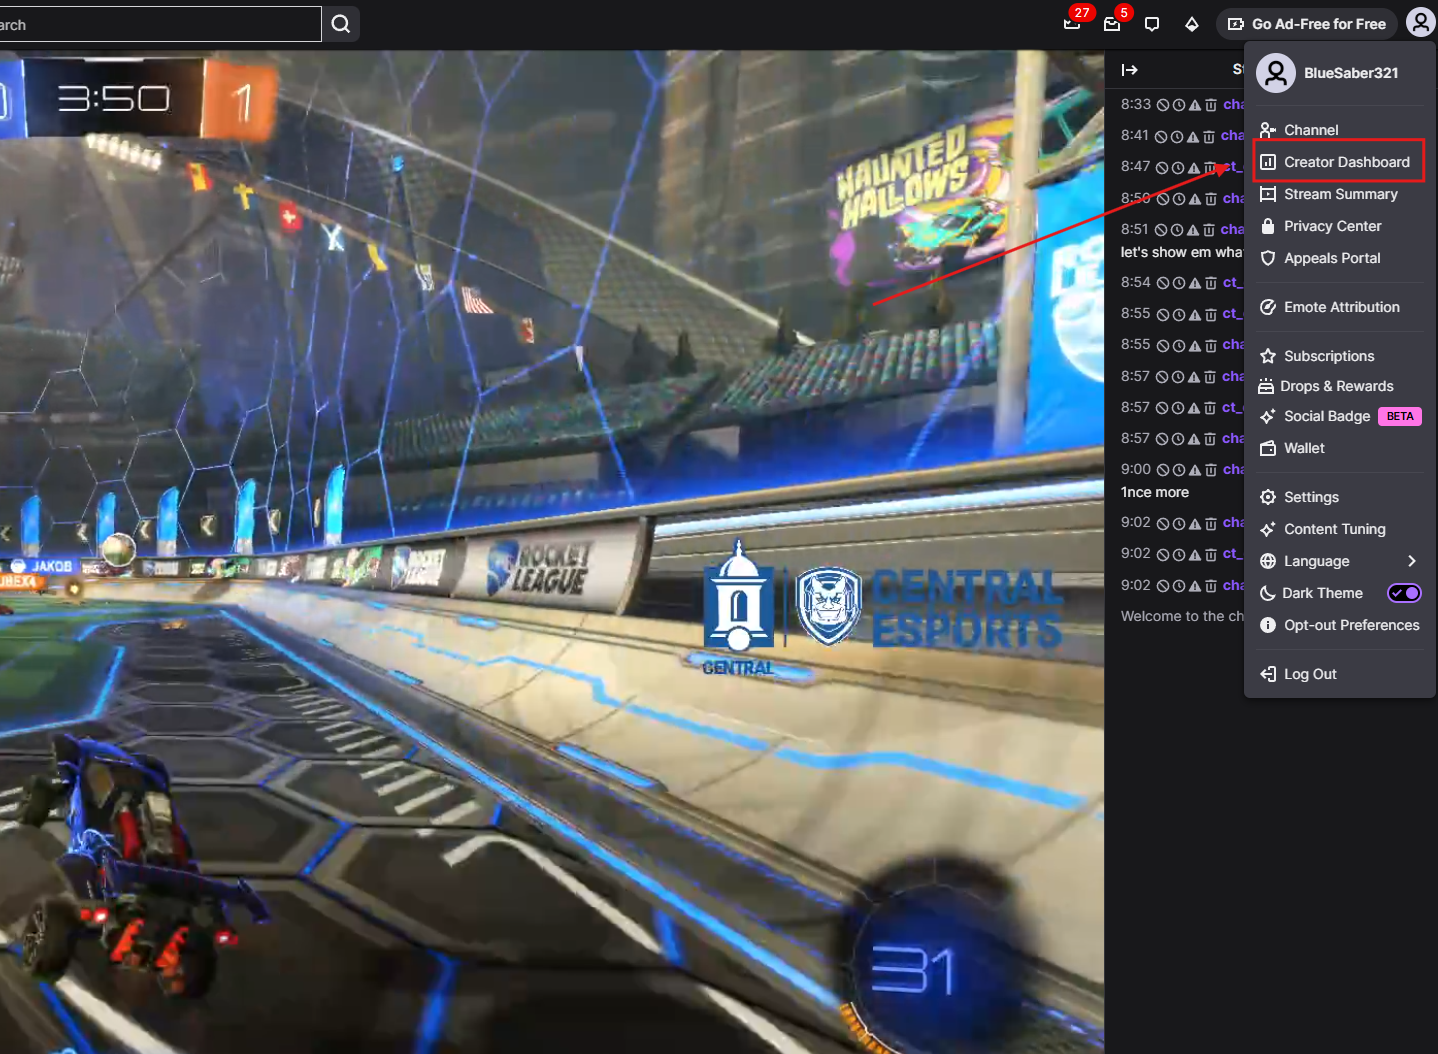 arch
27
5
Go Ad-Free for Free
3:50
1
HAUNTED
HALLOWS
JAKOB
ROCKET
LEAGUE
CENTRAL
CENTRAL
ESPORTS
31
8:33 cha
8:41 cha
8:47 ct_
8:50 cha
8:51 cha
let's show em wha
8:54 ct_
8:55 ct_
8:55 cha
8:57 cha
8:57 ct_
8:57 cha
9:00 cha
1nce more
9:02 cha
9:02 ct_
9:02 cha
Welcome to the ch
BlueSaber321
Channel
Creator Dashboard
Stream Summary
Privacy Center
Appeals Portal
Emote Attribution
Subscriptions
Drops & Rewards
Social Badge BETA
Wallet
Settings
Content Tuning
Language
Dark Theme
Opt-out Preferences
Log Out